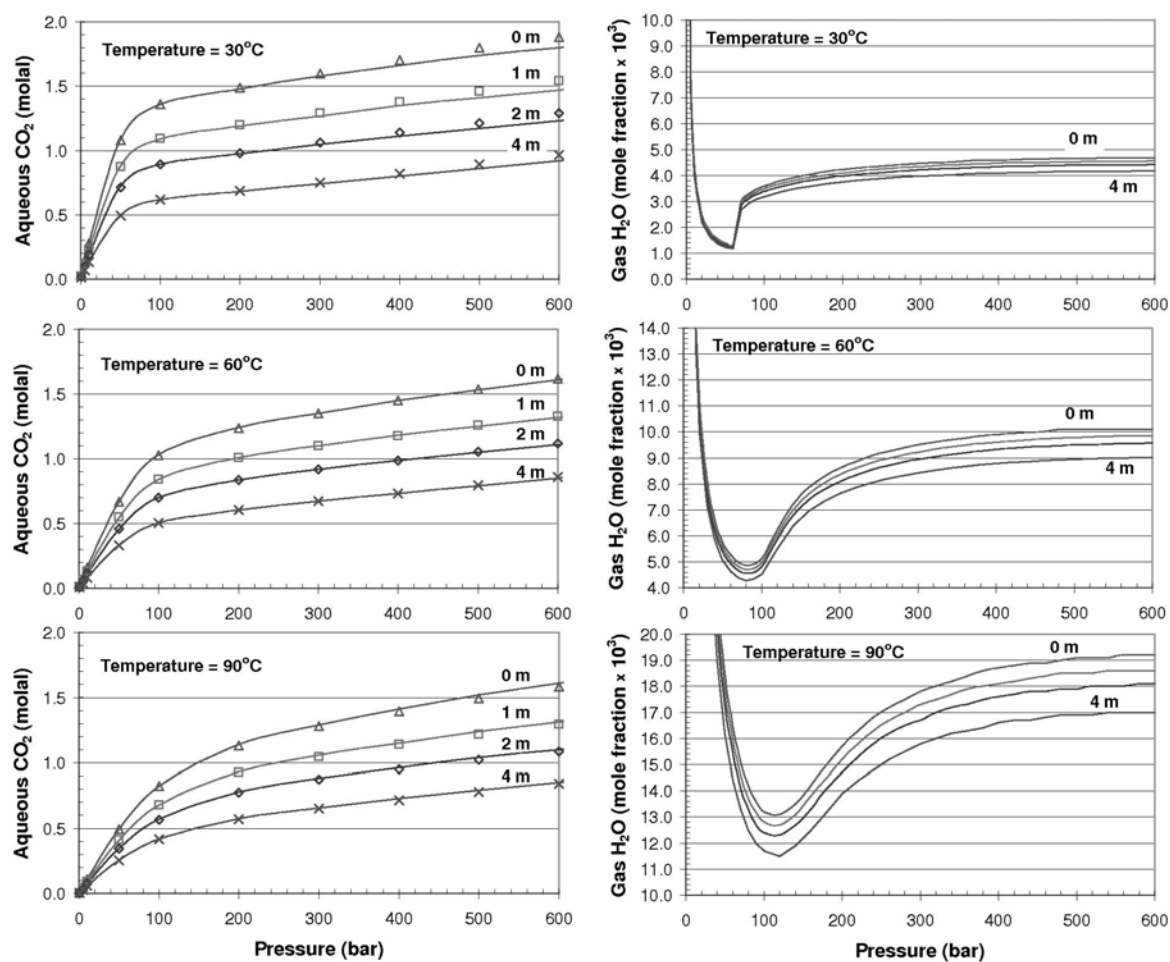 Aqueous CO₂ (molal)
2.0
1.5
1.0
0.5
0.0
Temperature = 30°C
0 m
1 m
2 m
4 m
0 100 200 300 400 500 600
Gas H₂O (mole fraction x 10³)
10.0
9.0
8.0
7.0
6.0
5.0
4.0
3.0
2.0
1.0
0.0
Temperature = 30°C
0 m
4 m
0 100 200 300 400 500 600
Aqueous CO₂ (molal)
2.0
1.5
1.0
0.5
0.0
Temperature = 60°C
0 m
1 m
2 m
4 m
0 100 200 300 400 500 600
Gas H₂O (mole fraction x 10³)
14.0
13.0
12.0
11.0
10.0
9.0
8.0
7.0
6.0
5.0
4.0
Temperature = 60°C
0 m
4 m
0 100 200 300 400 500 600
Aqueous CO₂ (molal)
2.0
1.5
1.0
0.5
0.0
Temperature = 90°C
0 m
1 m
2 m
4 m
0 100 200 300 400 500 600
Pressure (bar)
Gas H₂O (mole fraction x 10³)
20.0
19.0
18.0
17.0
16.0
15.0
14.0
13.0
12.0
11.0
10.0
Temperature = 90°C
0 m
4 m
0 100 200 300 400 500 600
Pressure (bar)